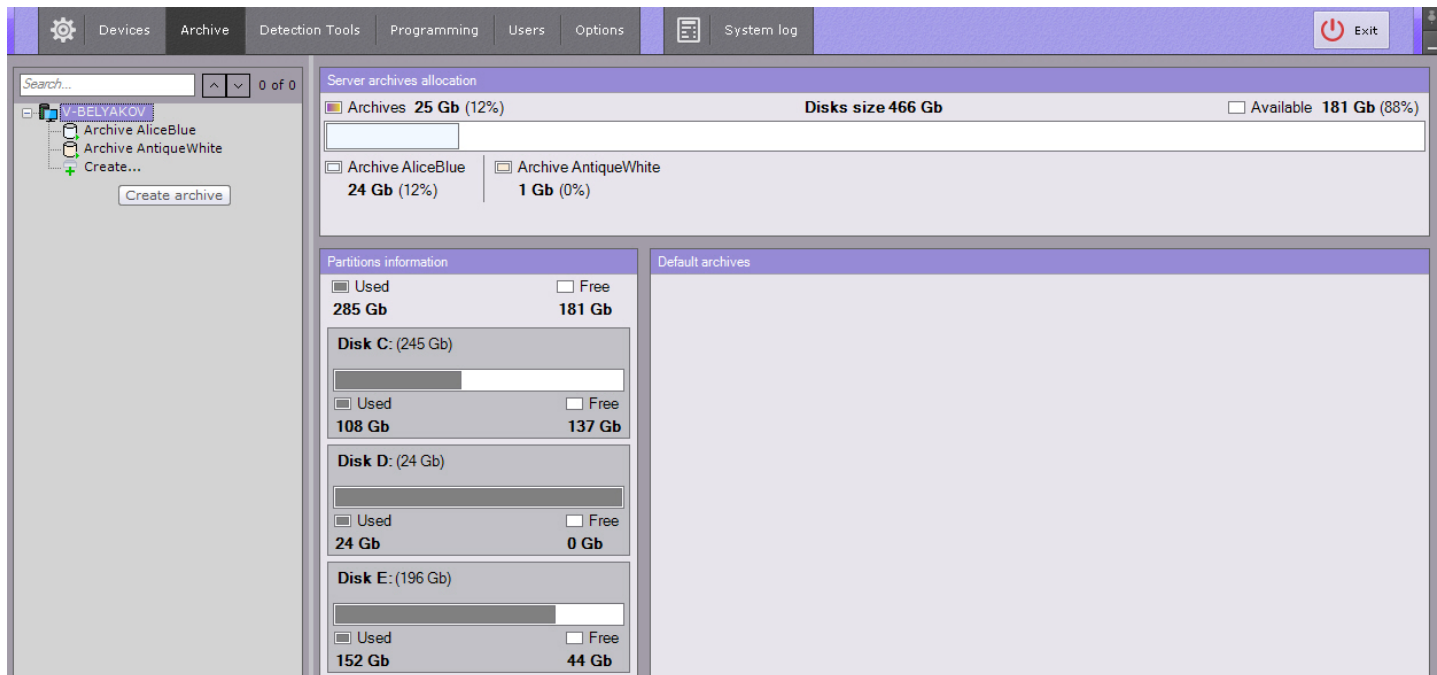 Devices Archive Detection Tools Programming Users Options System log Exit
Search... 0 of 0
V-BELYAKOV
Archive AliceBlue
Archive AntiqueWhite
Create...
Create archive
Server archives allocation
Archives 25 Gb (12%) Disks size 466 Gb Available 181 Gb (88%)
Archive AliceBlue Archive AntiqueWhite
24 Gb (12%) 1 Gb (0%)
Partitions information
Used Free
285 Gb 181 Gb
Disk C: (245 Gb)
Used Free
108 Gb 137 Gb
Disk D: (24 Gb)
Used Free
24 Gb 0 Gb
Disk E: (196 Gb)
Used Free
152 Gb 44 Gb
Default archives